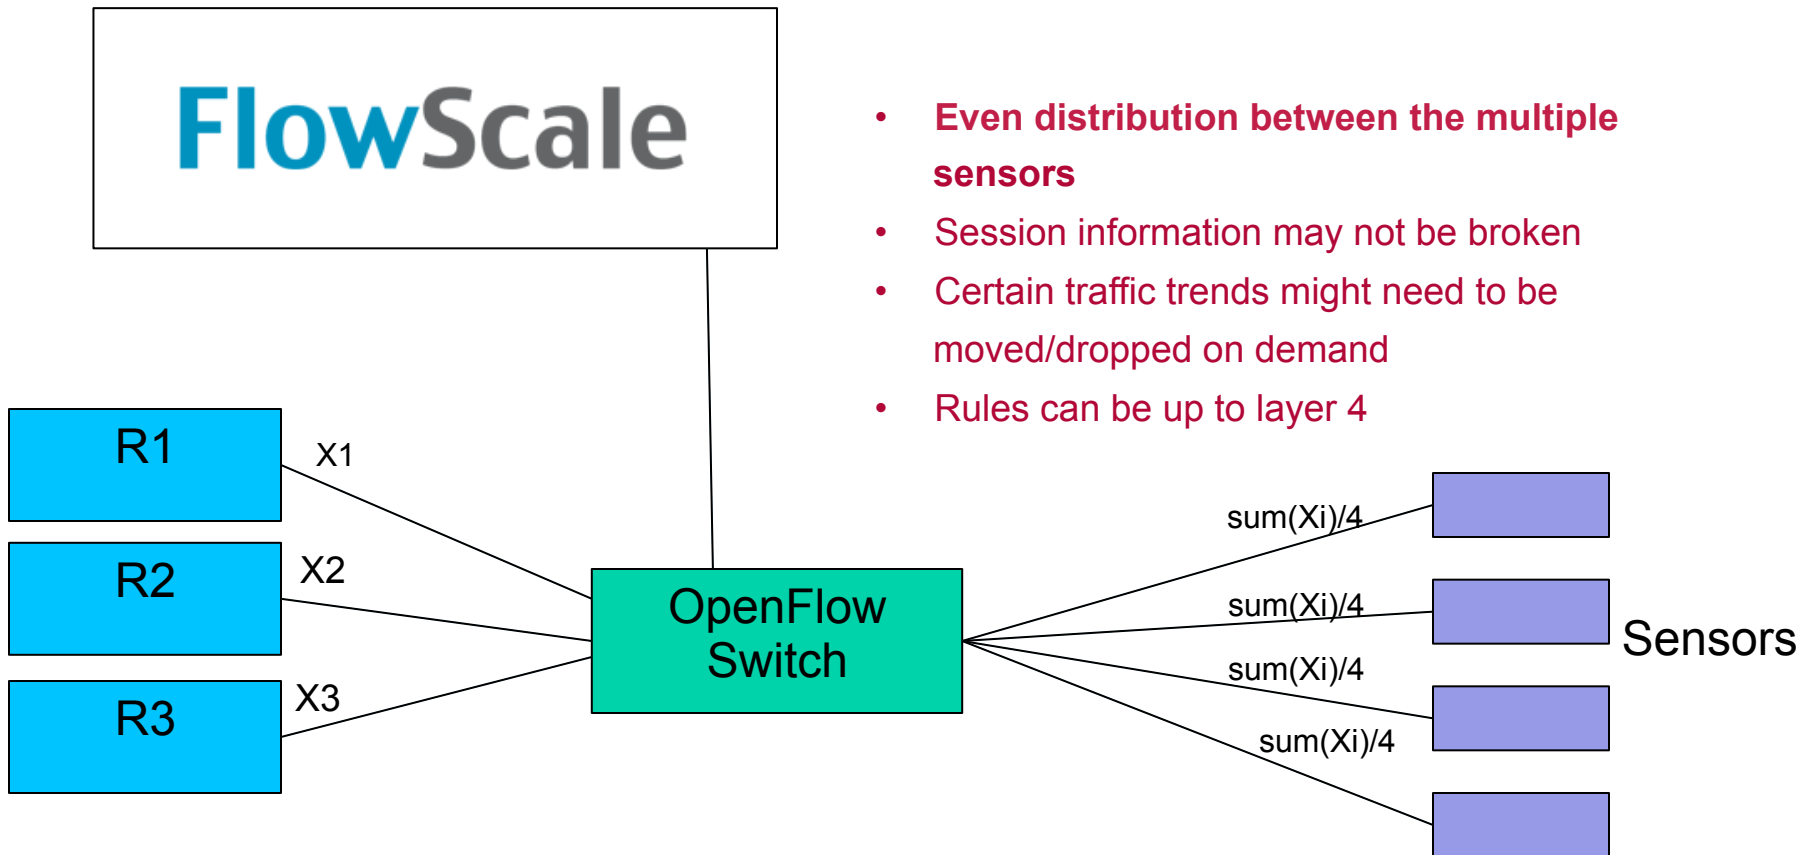 FlowScale
• Even distribution between the multiple
sensors
• Session information may not be broken
• Certain traffic trends might need to be
moved/dropped on demand
• Rules can be up to layer 4
R1
X1
R2
X2
R3
X3
OpenFlow
Switch
sum(Xi)/4
sum(Xi)/4
sum(Xi)/4
sum(Xi)/4
Sensors